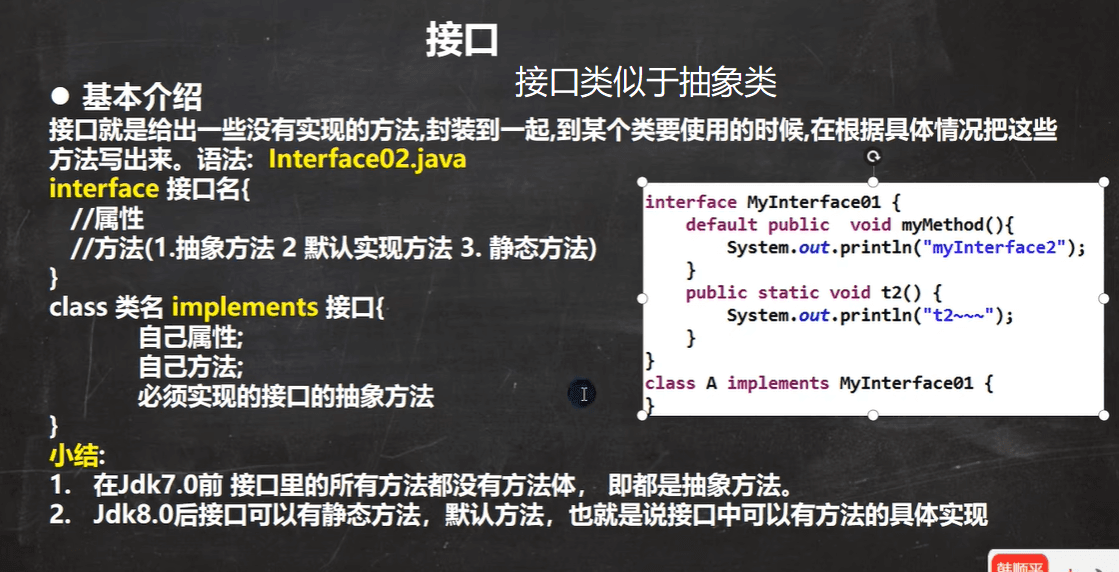 接口
接口类似于抽象类
● 基本介绍
接口就是给出一些没有实现的方法,封装到一起,到某个类要使用的时候,在根据具体情况把这些
方法写出来。语法: Interface02.java
interface 接口名{
//属性
//方法(1.抽象方法 2 默认实现方法 3. 静态方法)
}
class 类名 implements 接口{
自己属性;
自己方法;
必须实现的接口的抽象方法
}
小结:
1. 在Jdk7.0前 接口里的所有方法都没有方法体, 即都是抽象方法。
2. Jdk8.0后接口可以有静态方法，默认方法，也就是说接口中可以有方法的具体实现
interface MyInterface01 {
default public  void myMethod(){
System.out.println("myInterface2");
}
public static void t2() {
System.out.println("t2~~~");
}
}
class A implements MyInterface01 {
}
韩顺平